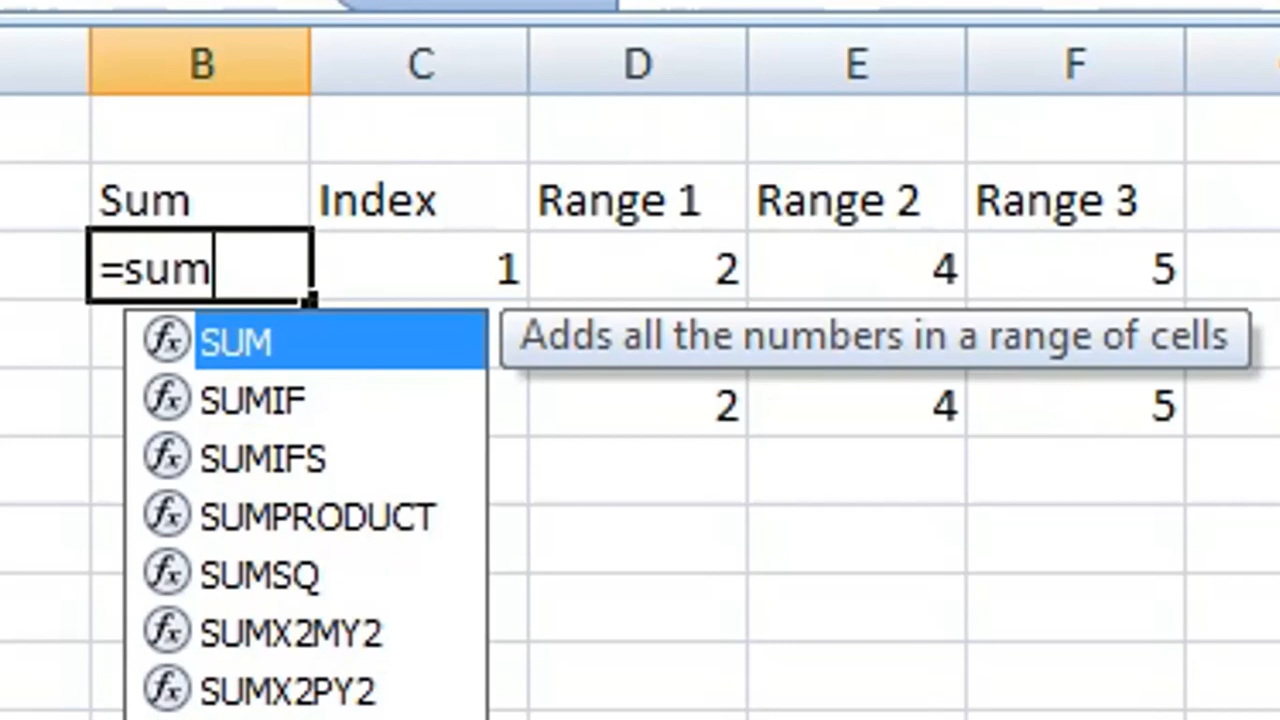 B C D E F
Sum Index Range 1 Range 2 Range 3
=sum 1 2 4 5
SUM Adds all the numbers in a range of cells
SUMIF 2 4 5
SUMIFS
SUMPRODUCT
SUMSQ
SUMX2MY2
SUMX2PY2